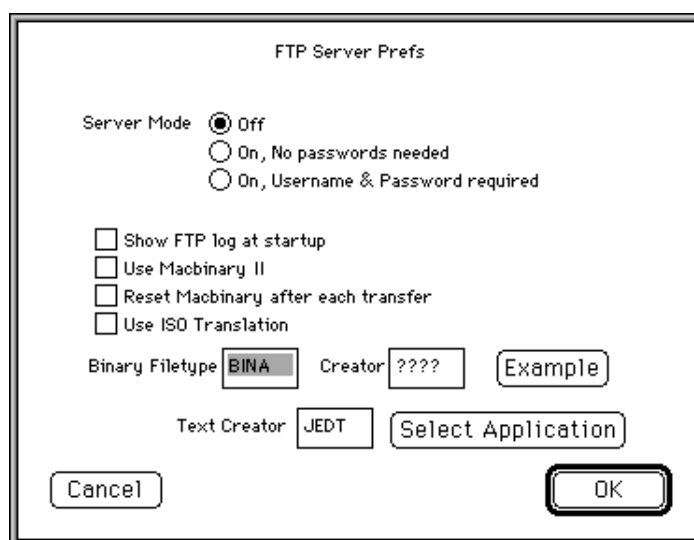 FTP Server Prefs
Server Mode Off
On, No passwords needed
On, Username & Password required
Show FTP log at startup
Use Macbinary II
Reset Macbinary after each transfer
Use ISO Translation
Binary Filetype BINA Creator ???? Example
Text Creator JEDT Select Application
Cancel OK